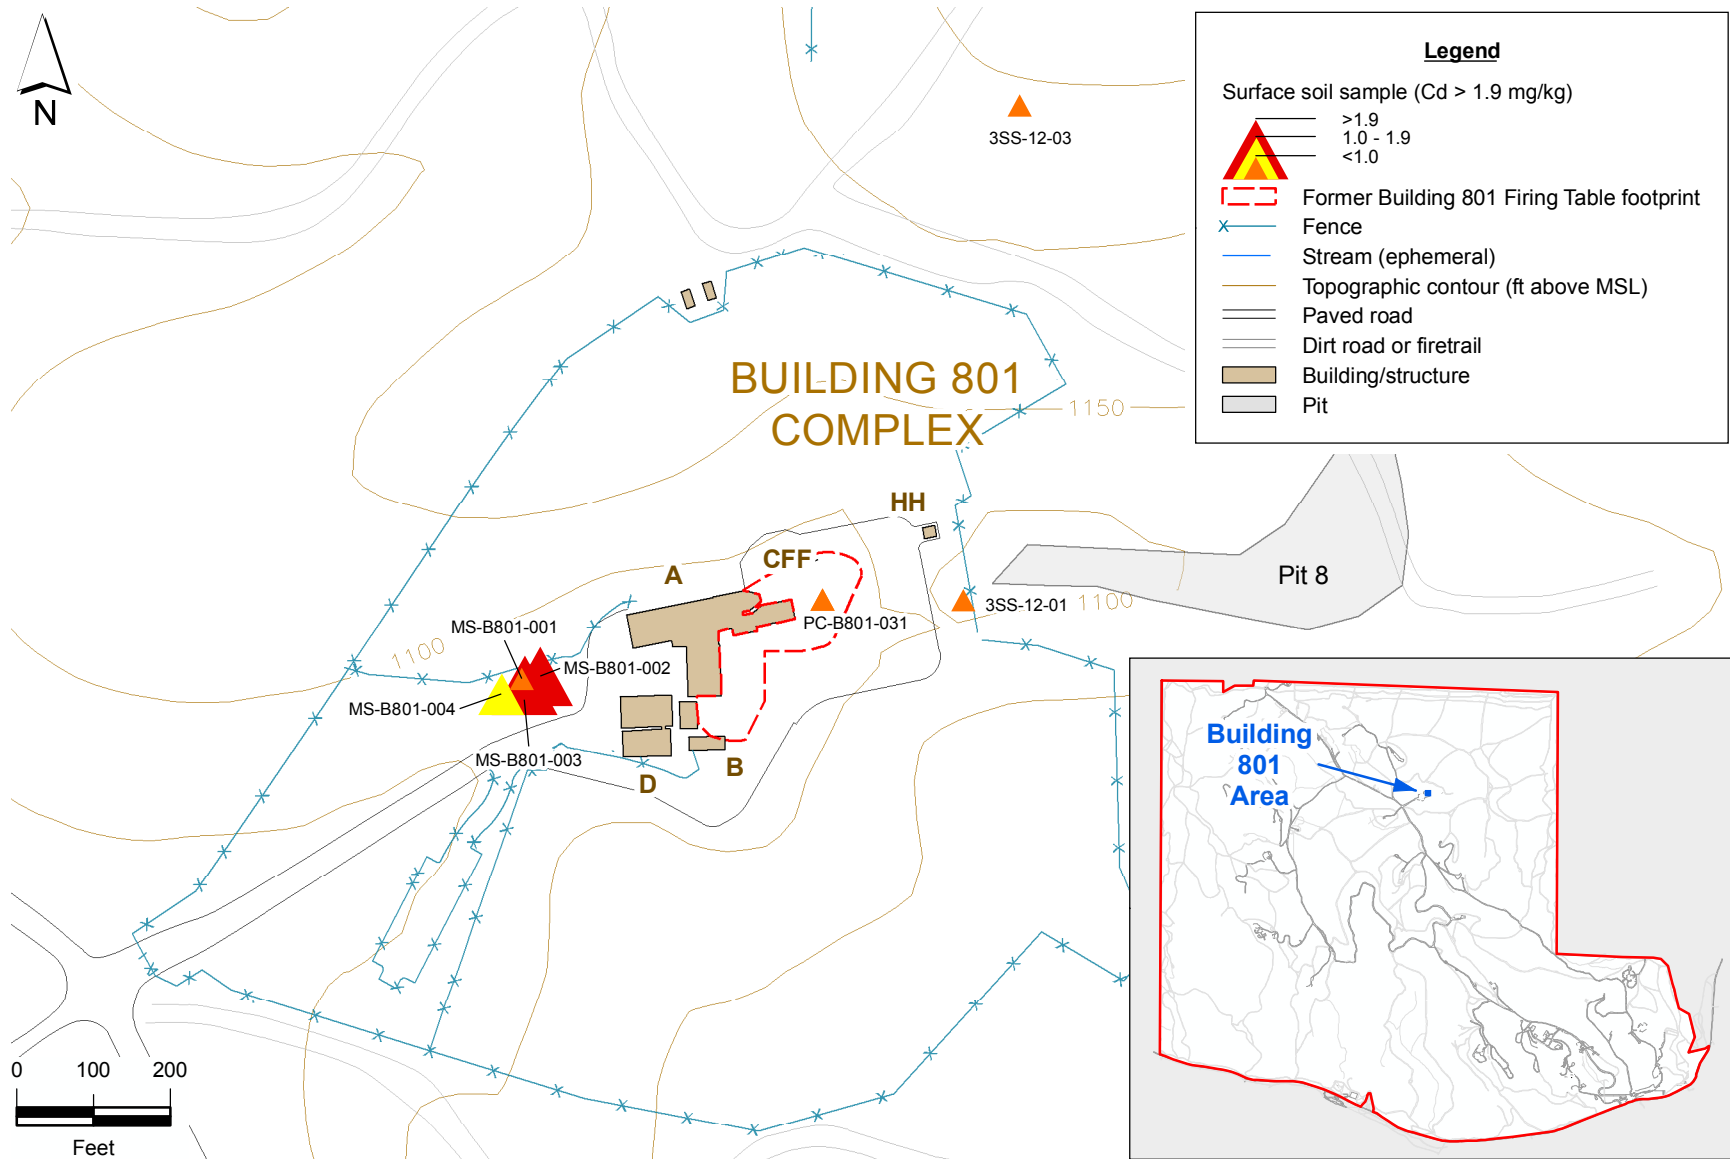 N
3SS-12-03
Legend
Surface soil sample (Cd > 1.9 mg/kg)
>1.9
1.0 - 1.9
<1.0
Former Building 801 Firing Table footprint
Fence
Stream (ephemeral)
Topographic contour (ft above MSL)
Paved road
Dirt road or firetrail
Building/structure
Pit
BUILDING 801
COMPLEX
1150
HH
CFF
A
Pit 8
3SS-12-01
1100
PC-B801-031
MS-B801-001
1100
MS-B801-002
MS-B801-004
MS-B801-003
B
D
Building
801
Area
0 100 200
Feet